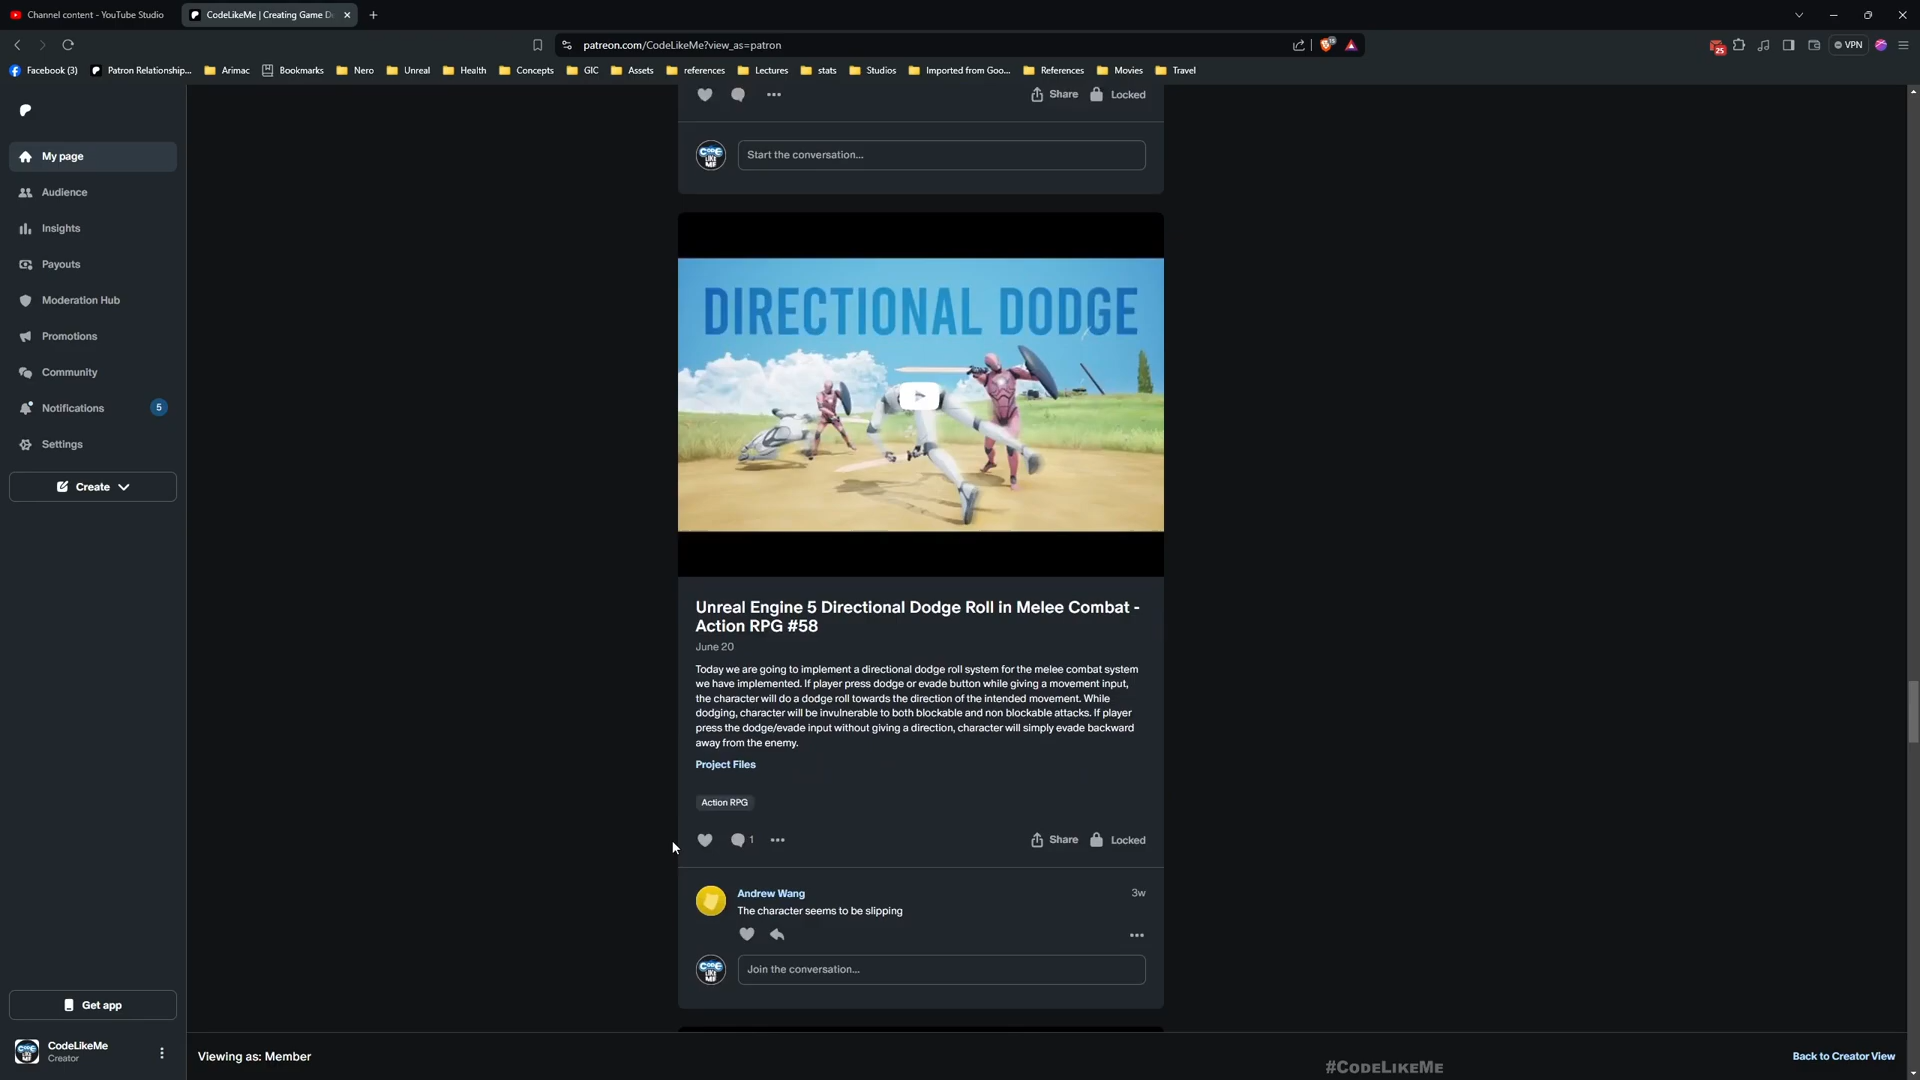 Channel content - YouTube Studio
CodeLikeMe | Creating Game D
patreon.com/CodeLikeMe?view_as=patron
15
25
VPN
Facebook (3)
Patron Relationship...
Arimac
Bookmarks
Nero
Unreal
Health
Concepts
GIC
Assets
references
Lectures
stats
Studios
Imported from Goo...
References
Movies
Travel
My page
Audience
Insights
Payouts
Moderation Hub
Promotions
Community
Notifications
5
Settings
Create
Get app
CodeLikeMe
Creator
Share
Locked
CODE
LIKE
ME
Start the conversation...
DIRECTIONAL DODGE
Unreal Engine 5 Directional Dodge Roll in Melee Combat -
Action RPG #58
June 20
Today we are going to implement a directional dodge roll system for the melee combat system
we have implemented. If player press dodge or evade button while giving a movement input,
the character will do a dodge roll towards the direction of the intended movement. While
dodging, character will be invulnerable to both blockable and non blockable attacks. If player
press the dodge/evade input without giving a direction, character will simply evade backward
away from the enemy.
Project Files
Action RPG
1
Share
Locked
Andrew Wang
3w
The character seems to be slipping
CODE
LIKE
ME
Join the conversation...
Viewing as: Member
Back to Creator View
#CodeLikeMe